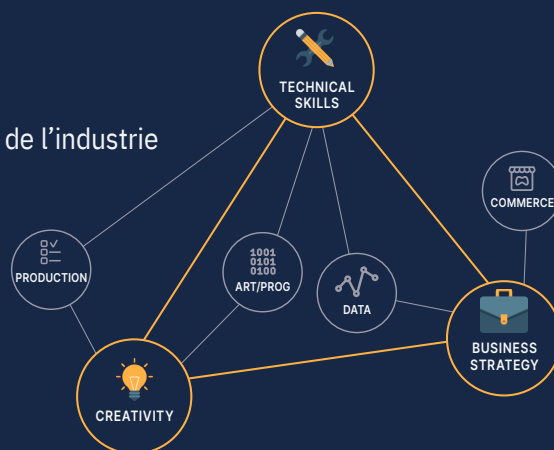 TECHNICAL
SKILLS
de l’industrie
COMMERCE
PRODUCTION
1001
0101
0100
ART/PROG
DATA
BUSINESS
STRATEGY
CREATIVITY